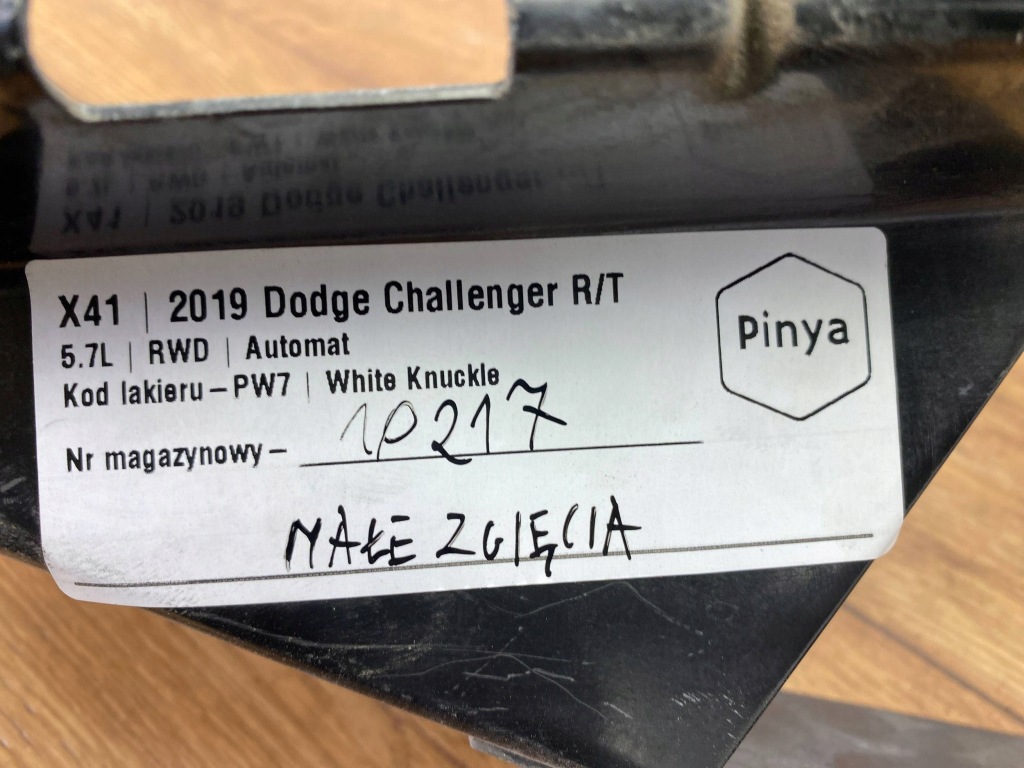 X41 | 2019 Dodge Challenger R/T
5.7L | RWD | Automat
Kod lakieru – PW7 | White Knuckle
Nr magazynowy – 10217
MAŁE ZGIĘCIA
Pinya